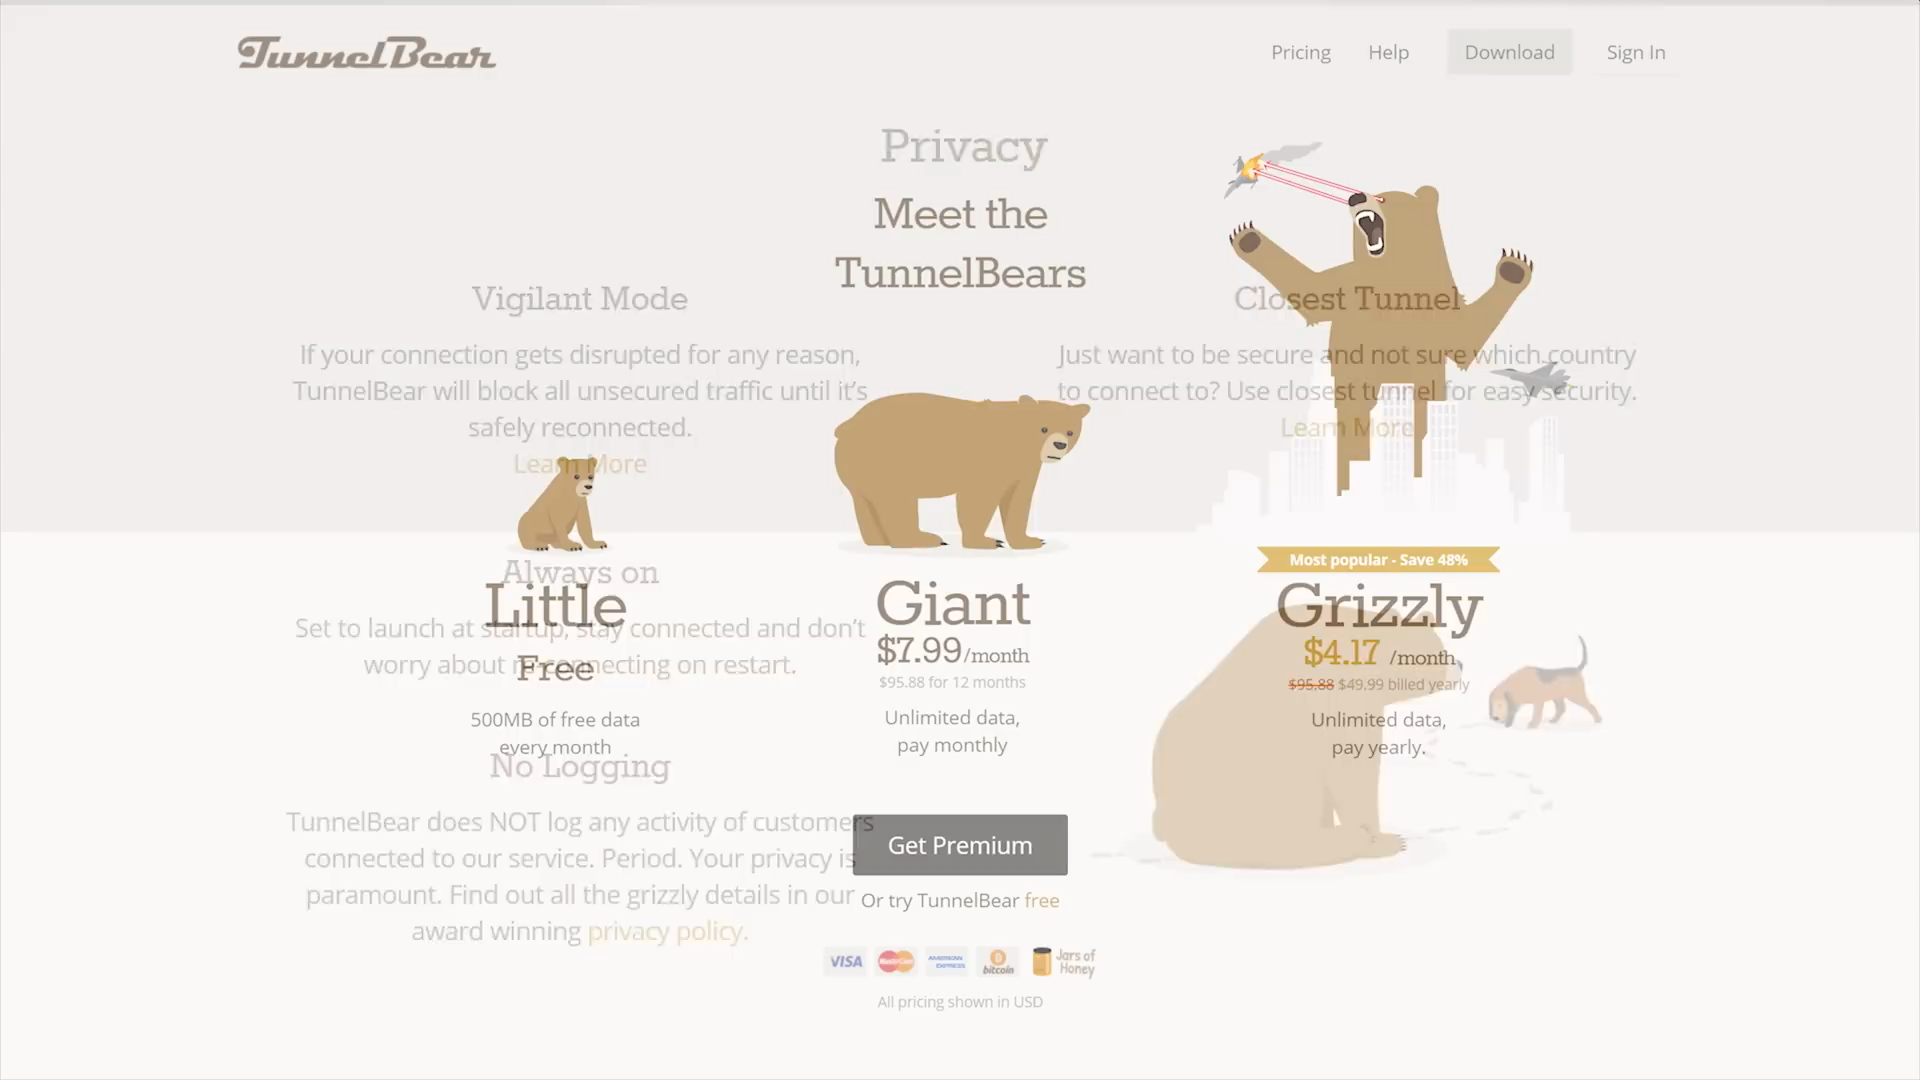 TunnelBear
Pricing
Help
Download
Sign In
Privacy
Meet the
TunnelBears
Vigilant Mode
If your connection gets disrupted for any reason,
TunnelBear will block all unsecured traffic until it's
safely reconnected.
Learn More
Closest Tunnel
Just want to be secure and not sure which country
to connect to? Use closest tunnel for easy security.
Learn More
Always on
Set to launch at startup, stay connected and don't
worry about re-connecting on restart.
No Logging
TunnelBear does NOT log any activity of customers
connected to our service. Period. Your privacy is
paramount. Find out all the grizzly details in our
award winning privacy policy.
Little
Free
500MB of free data
every month
Giant
$7.99/month
$95.88 for 12 months
Unlimited data,
pay monthly
Most popular - Save 48%
Grizzly
$4.17 /month
$95.88 $49.99 billed yearly
Unlimited data,
pay yearly.
Get Premium
Or try TunnelBear free
VISA
MasterCard
AMERICAN
EXPRESS
bitcoin
Jars of
Honey
All pricing shown in USD